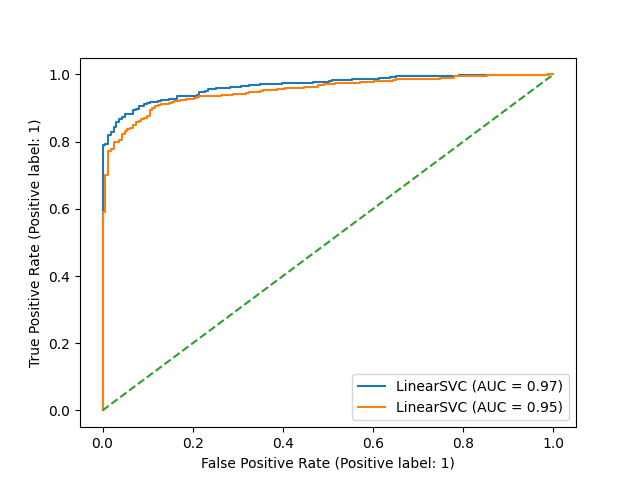 1.0
0.8
0.6
0.4
0.2
0.0
True Positive Rate (Positive label: 1)
LinearSVC (AUC = 0.97)
LinearSVC (AUC = 0.95)
0.0 0.2 0.4 0.6 0.8 1.0
False Positive Rate (Positive label: 1)